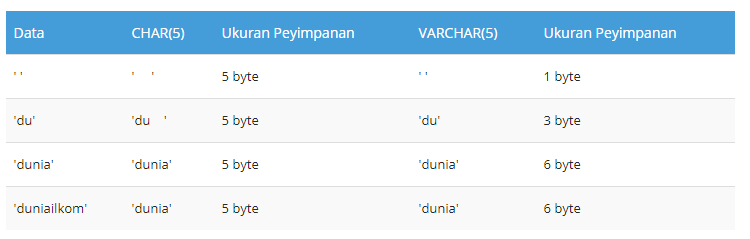 Data CHAR(5) Ukuran Peyimpanan VARCHAR(5) Ukuran Peyimpanan
' ' '     ' 5 byte ' ' 1 byte
'du' 'du   ' 5 byte 'du' 3 byte
'dunia' 'dunia' 5 byte 'dunia' 6 byte
'duniailkom' 'dunia' 5 byte 'dunia' 6 byte